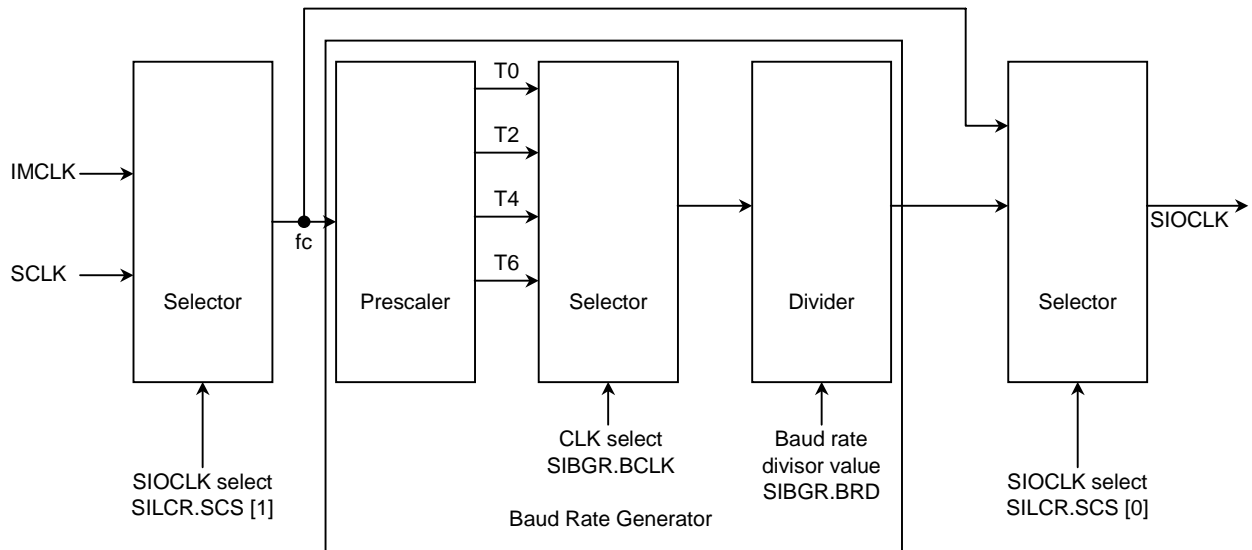 T0
T2
T4
T6
IMCLK
SCLK
fc
SIOCLK
Selector
Prescaler
Selector
Divider
Selector
SIOCLK select
SILCR.SCS [1]
CLK select
SIBGR.BCLK
Baud rate
divisor value
SIBGR.BRD
SIOCLK select
SILCR.SCS [0]
Baud Rate Generator